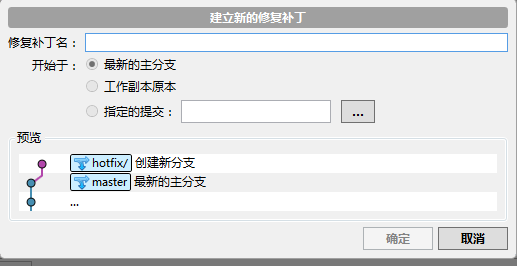 建立新的修复补丁
修复补丁名：
开始于： 最新的主分支
工作副本原本
指定的提交： ...
预览
hotfix/ 创建新分支
master 最新的主分支
...
确定 取消